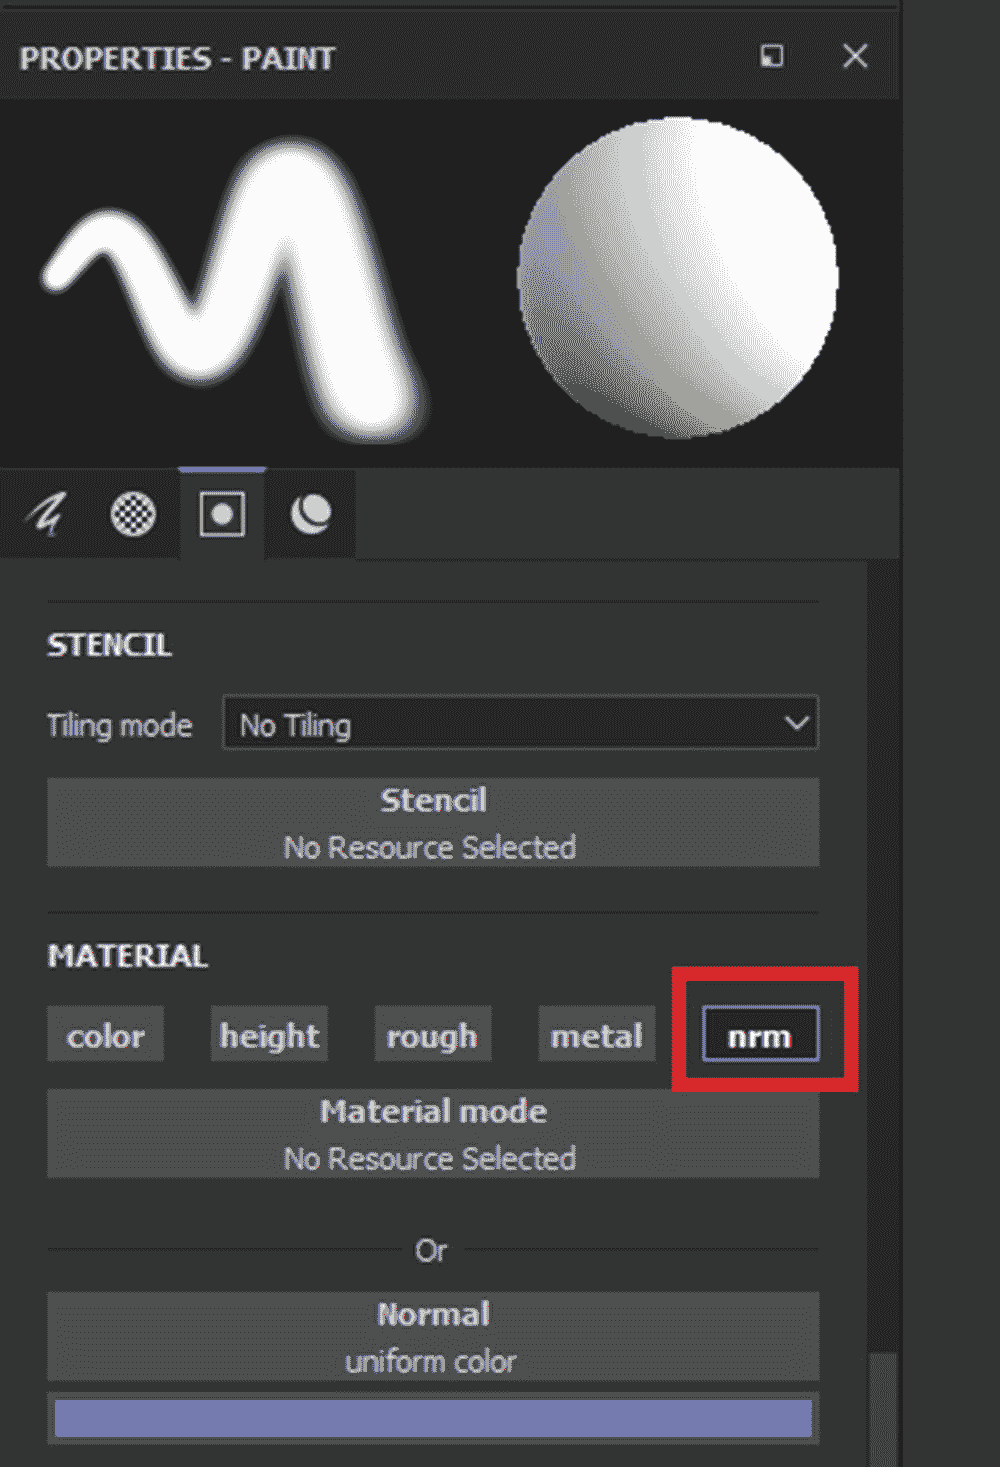 PROPERTIES - PAINT
STENCIL
Tiling mode No Tiling
Stencil
No Resource Selected
MATERIAL
color height rough metal nrm
Material mode
No Resource Selected
Or
Normal
uniform color